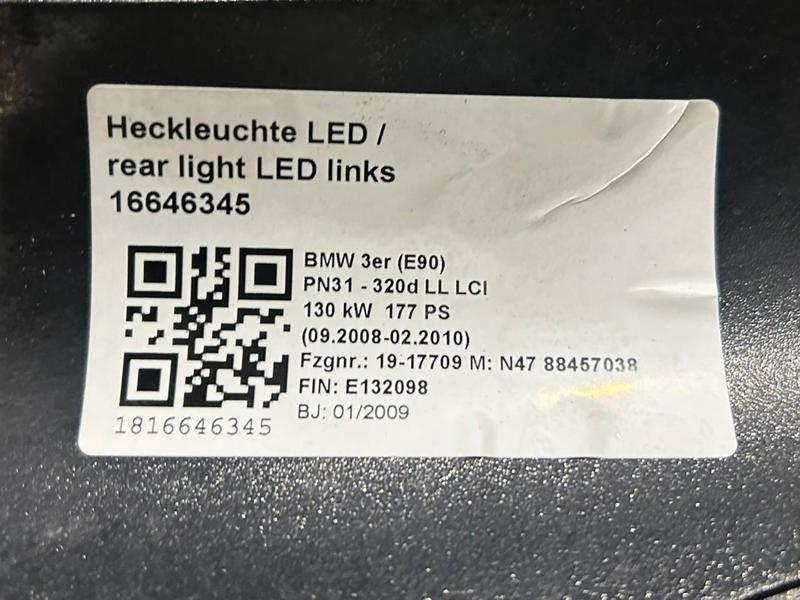 Heckleuchte LED /
rear light LED links
16646345
BMW 3er (E90)
PN31 - 320d LL LCI
130 kW 177 PS
(09.2008-02.2010)
Fzgnr.: 19-17709 M: N47 88457038
FIN: E132098
BJ: 01/2009
1816646345